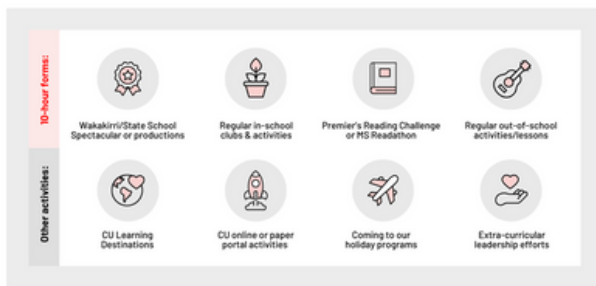 10-hour forms:
Wakakirri/State School
Spectacular or productions
Regular in-school
clubs & activities
Premier's Reading Challenge
or MS Readathon
Regular out-of-school
activities/lessons
Other activities:
CU Learning
Destinations
CU online or paper
portal activities
Coming to our
holiday programs
Extra-curricular
leadership efforts